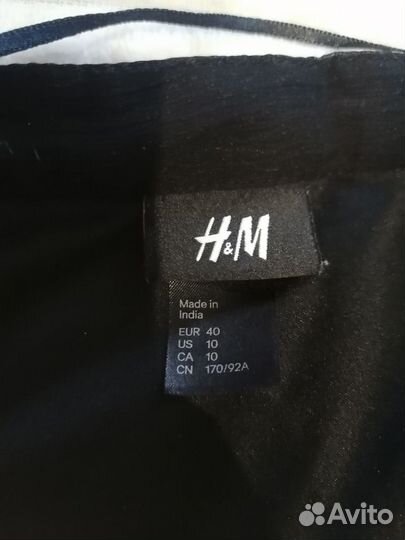 H&M
Made in
India
EUR 40
US 10
CA 10
CN 170/92A
Avito